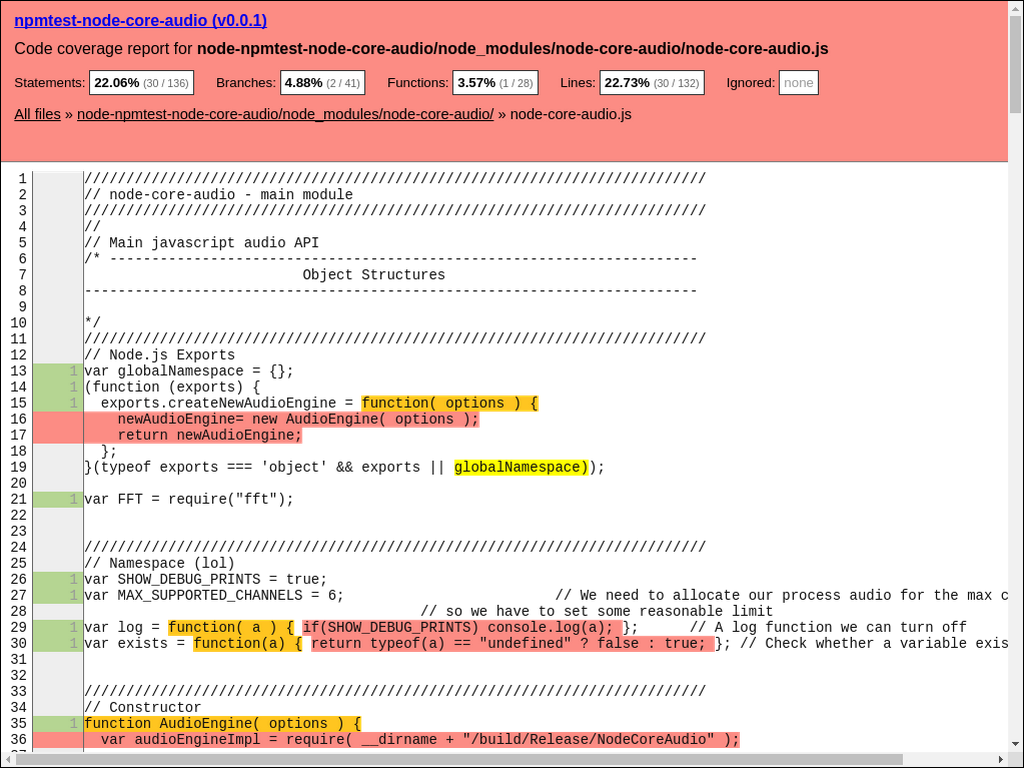 npmtest-node-core-audio (v0.0.1)
Code coverage report for node-npmtest-node-core-audio/node_modules/node-core-audio/node-core-audio.js
Statements: 22.06% (30 / 136) Branches: 4.88% (2 / 41) Functions: 3.57% (1 / 28) Lines: 22.73% (30 / 132) Ignored: none
All files » node-npmtest-node-core-audio/node_modules/node-core-audio/ » node-core-audio.js
1 //////////////////////////////////////////////////////////////////////////
2 // node-core-audio - main module
3 //////////////////////////////////////////////////////////////////////////
4 //
5 // Main javascript audio API
6 /* ----------------------------------------------------------------------
7 Object Structures
8 -------------------------------------------------------------------------
9
10 */
11 //////////////////////////////////////////////////////////////////////////
12 // Node.js Exports
13 1 var globalNamespace = {};
14 1 (function (exports) {
15 1 exports.createNewAudioEngine = function( options ) {
16 newAudioEngine= new AudioEngine( options );
17 return newAudioEngine;
18 };
19 }(typeof exports === 'object' && exports || globalNamespace));
20
21 1 var FFT = require("fft");
22
23
24 //////////////////////////////////////////////////////////////////////////
25 // Namespace (lol)
26 1 var SHOW_DEBUG_PRINTS = true;
27 1 var MAX_SUPPORTED_CHANNELS = 6; // We need to allocate our process audio for the max c
28 // so we have to set some reasonable limit
29 1 var log = function( a ) { if(SHOW_DEBUG_PRINTS) console.log(a); }; // A log function we can turn off
30 1 var exists = function(a) { return typeof(a) == "undefined" ? false : true; }; // Check whether a variable exis
31
32
33 //////////////////////////////////////////////////////////////////////////
34 // Constructor
35 1 function AudioEngine( options ) {
36 var audioEngineImpl = require( __dirname + "/build/Release/NodeCoreAudio" );